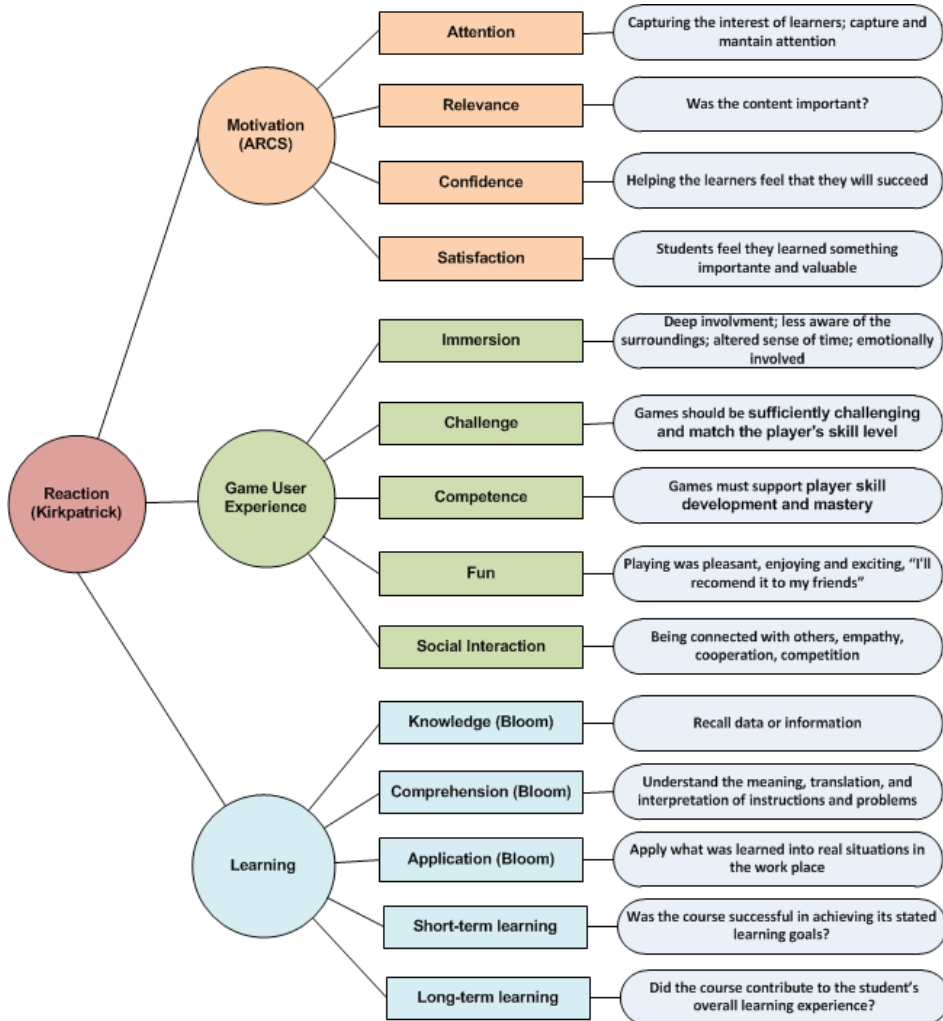 Attention
Capturing the interest of learners; capture and
mantain attention
Relevance
Was the content important?
Motivation
(ARCS)
Confidence
Helping the learners feel that they will succeed
Satisfaction
Students feel they learned something
importante and valuable
Immersion
Deep involvment; less aware of the
surroundings; altered sense of time; emotionally
involved
Challenge
Games should be sufficiently challenging
and match the player's skill level
Reaction
(Kirkpatrick)
Game User
Experience
Competence
Games must support player skill
development and mastery
Fun
Playing was pleasant, enjoying and exciting, “I'll
recomend it to my friends”
Social Interaction
Being connected with others, empathy,
cooperation, competition
Knowledge (Bloom)
Recall data or information
Comprehension (Bloom)
Understand the meaning, translation, and
interpretation of instructions and problems
Learning
Application (Bloom)
Apply what was learned into real situations in
the work place
Short-term learning
Was the course successful in achieving its stated
learning goals?
Long-term learning
Did the course contribute to the student’s
overall learning experience?